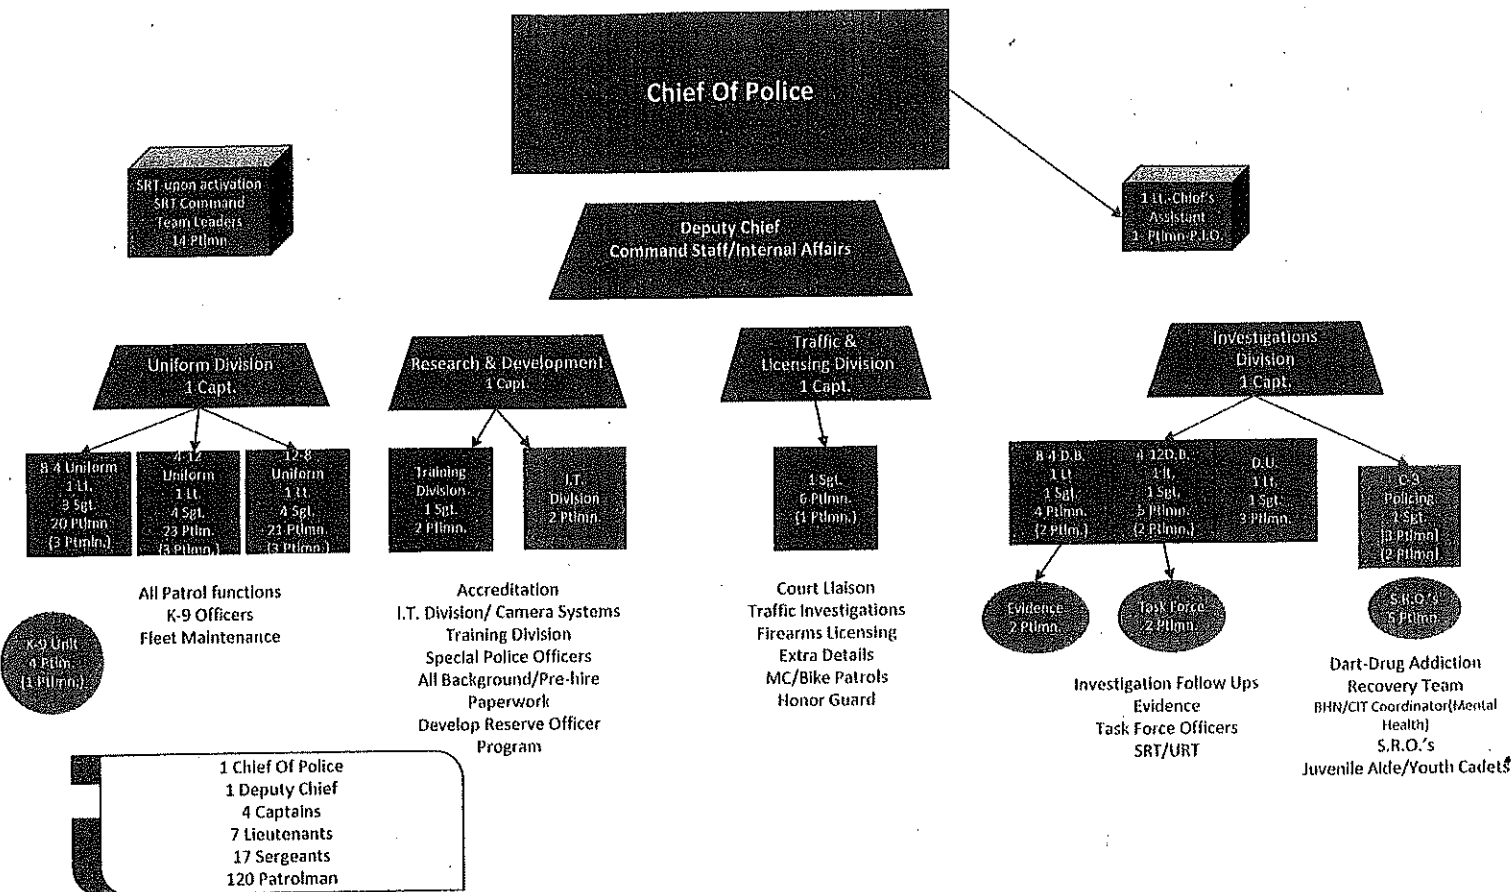 Chief Of Police
SRT upon activation
SRT Command
Team Leaders
14 Ptlmn
1 Lt.-Chief's
Assistant
1- Ptlmn-P.I.O.
Deputy Chief
Command Staff/Internal Affairs
Uniform Division
1 Capt.
Research & Development
1 Capt.
Traffic &
Licensing Division
1 Capt.
Investigations
Division
1 Capt.
8-4 Uniform
1 Lt.
3 Sgt.
20 Ptlmn
(3 Ptlmn.)
4-12
Uniform
1 Lt.
4 Sgt.
23 Ptlm.
(3 Ptlmn.)
12-8
Uniform
1 Lt.
4 Sgt.
21 Ptlmn.
(3 Ptlmn.)
Training
Division
1 Sgt.
2 Ptlmn.
I.T.
Division
2 Ptlmn.
1 Sgt.
6 Ptlmn.
(1 Ptlmn.)
8-4 D.B.
1 Lt
1 Sgt.
4 Ptlmn.
(2 Ptlm.)
4-12D.B.
1 lt.
1 Sgt.
5 Ptlmn.
(2 Ptlmn.)
D.U.
1 Lt.
1 Sgt.
3 Ptlmn.
C-3
Policing
1 Sgt.
(3 Ptlmn)
(2 Ptlmn)
K-9 Unit
4 Ptlm.
(1 Ptlmn.)
All Patrol functions
K-9 Officers
Fleet Maintenance
Accreditation
I.T. Division/ Camera Systems
Training Division
Special Police Officers
All Background/Pre-hire
Paperwork
Develop Reserve Officer
Program
Court Liaison
Traffic Investigations
Firearms Licensing
Extra Details
MC/Bike Patrols
Honor Guard
Evidence
2 Ptlmn.
Task Force
2 Ptlmn.
S.R.O.'s
5 Ptlmn.
Investigation Follow Ups
Evidence
Task Force Officers
SRT/URT
Dart-Drug Addiction
Recovery Team
BHN/CIT Coordinator(Mental
Health)
S.R.O.'s
Juvenile Aide/Youth Cadets
1 Chief Of Police
1 Deputy Chief
4 Captains
7 Lieutenants
17 Sergeants
120 Patrolman